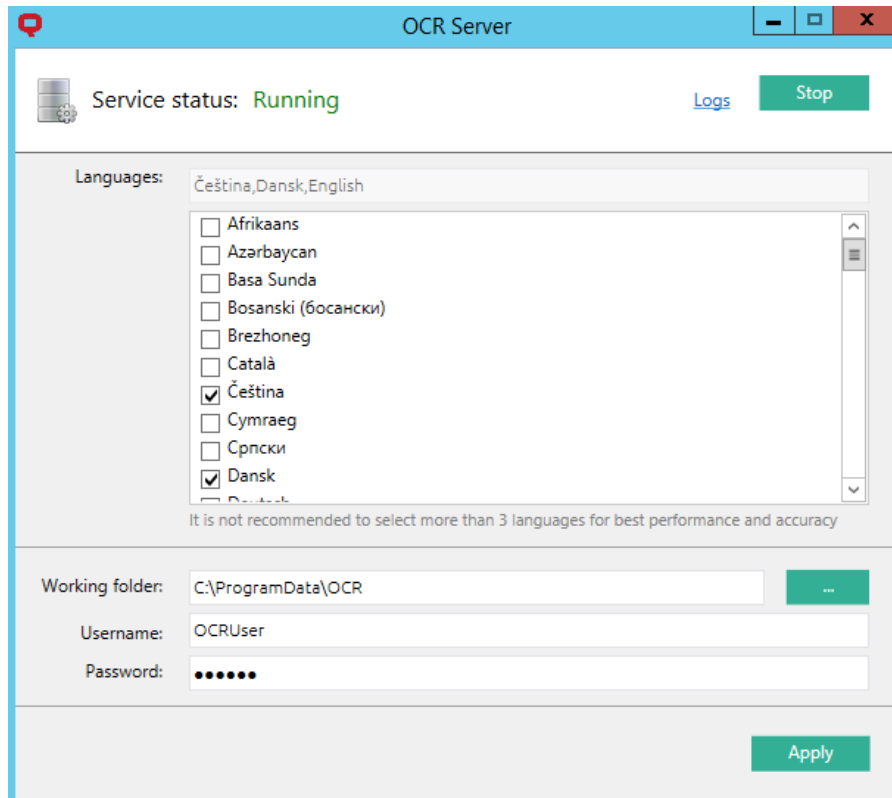 OCR Server
Service status: Running
Logs
Stop
Languages:
Čeština,Dansk,English
Afrikaans
Azərbaycan
Basa Sunda
Bosanski (босански)
Brezhoneg
Català
Čeština
Cymraeg
Српски
Dansk
It is not recommended to select more than 3 languages for best performance and accuracy
Working folder:
C:\ProgramData\OCR
...
Username:
OCRUser
Password:
••••••
Apply